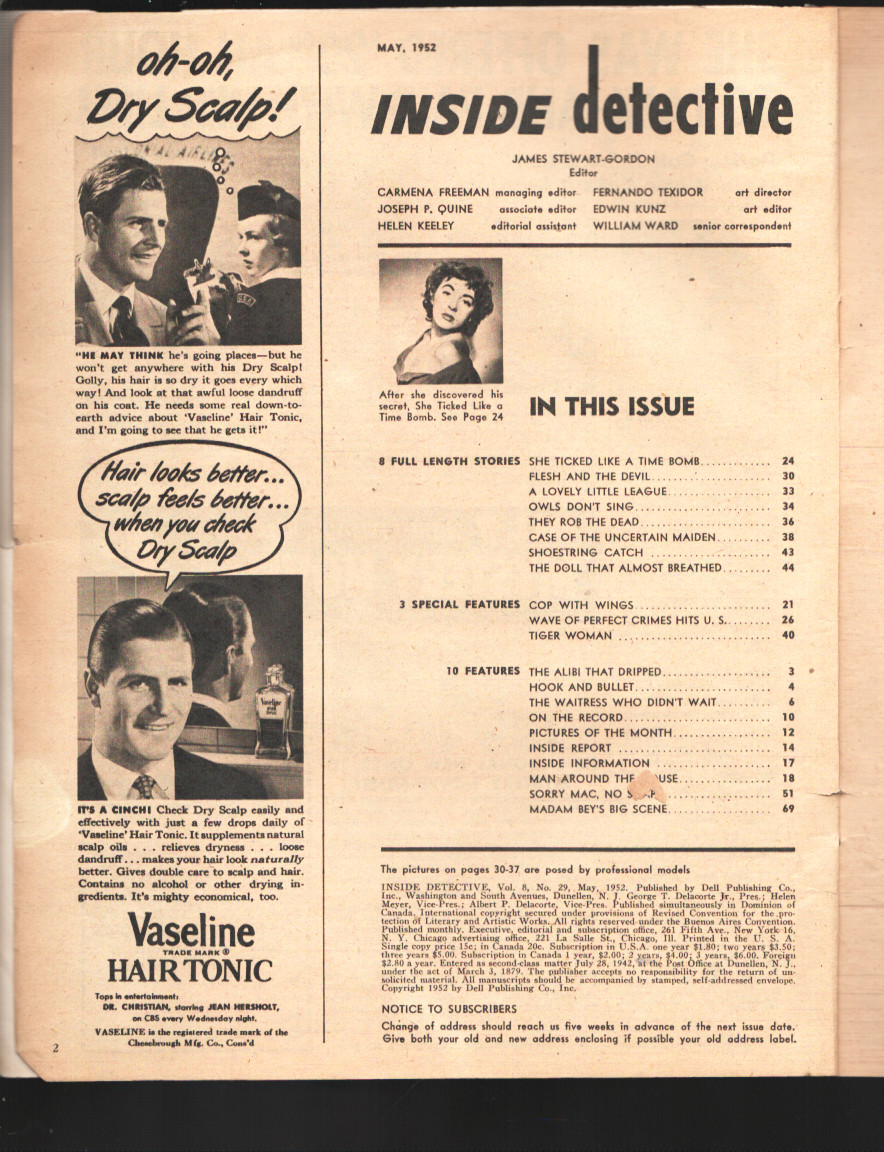 oh-oh,
Dry Scalp!
"HE MAY THINK he's going places—but he
won't get anywhere with his Dry Scalp!
Golly, his hair is so dry it goes every which
way! And look at that awful loose dandruff
on his coat. He needs some real down-to-
earth advice about 'Vaseline' Hair Tonic,
and I'm going to see that he gets it!"
Hair looks better...
scalp feels better...
when you check
Dry Scalp
Vaseline
IT'S A CINCH! Check Dry Scalp easily and
effectively with just a few drops daily of
'Vaseline' Hair Tonic. It supplements natural
scalp oils . . . relieves dryness . . . loose
dandruff . . . makes your hair look naturally
better. Gives double care to scalp and hair.
Contains no alcohol or other drying in-
gredients. It's mighty economical, too.
Vaseline
TRADE MARK ®
HAIR TONIC
Tops in entertainment:
DR. CHRISTIAN, starring JEAN HERSHOLT,
on CBS every Wednesday night.
VASELINE is the registered trade mark of the
Chesebrough Mfg. Co., Cons'd
2
MAY, 1952
INSIDE detective
JAMES STEWART-GORDON
Editor
CARMENA FREEMAN managing editor FERNANDO TEXIDOR art director
JOSEPH P. QUINE associate editor EDWIN KUNZ art editor
HELEN KEELEY editorial assistant WILLIAM WARD senior correspondent
After she discovered his
secret, She Ticked Like a
Time Bomb. See Page 24
IN THIS ISSUE
8 FULL LENGTH STORIES SHE TICKED LIKE A TIME BOMB............. 24
FLESH AND THE DEVIL...................... 30
A LOVELY LITTLE LEAGUE................... 33
OWLS DON'T SING......................... 34
THEY ROB THE DEAD........................ 36
CASE OF THE UNCERTAIN MAIDEN.......... 38
SHOESTRING CATCH ...................... 43
THE DOLL THAT ALMOST BREATHED......... 44
3 SPECIAL FEATURES COP WITH WINGS......................... 21
WAVE OF PERFECT CRIMES HITS U. S......... 26
TIGER WOMAN ............................ 40
10 FEATURES THE ALIBI THAT DRIPPED.................... 3
HOOK AND BULLET......................... 4
THE WAITRESS WHO DIDN'T WAIT.......... 6
ON THE RECORD........................... 10
PICTURES OF THE MONTH.................. 12
INSIDE REPORT ............................ 14
INSIDE INFORMATION ..................... 17
MAN AROUND THE USE................. 18
SORRY MAC, NO .................... 51
MADAM BEY'S BIG SCENE................... 69
The pictures on pages 30-37 are posed by professional models
INSIDE DETECTIVE, Vol. 8, No. 29, May, 1952. Published by Dell Publishing Co.,
Inc., Washington and South Avenues, Dunellen, N. J. George T. Delacorte Jr., Pres.; Helen
Meyer, Vice-Pres.; Albert P. Delacorte, Vice-Pres. Published simultaneously in Dominion of
Canada. International copyright secured under provisions of Revised Convention for the pro-
tection of Literary and Artistic Works. All rights reserved under the Buenos Aires Convention.
Published monthly. Executive, editorial and subscription office, 261 Fifth Ave., New York 16,
N. Y. Chicago advertising office, 221 La Salle St., Chicago, Ill. Printed in the U. S. A.
Single copy price 15c; in Canada 20c. Subscription in U.S.A. one year $1.80; two years $3.50;
three years $5.00. Subscription in Canada 1 year, $2.00; 2 years, $4.00; 3 years, $6.00. Foreign
$2.80 a year. Entered as second-class matter July 28, 1942, at the Post Office at Dunellen, N. J.,
under the act of March 3, 1879. The publisher accepts no responsibility for the return of un-
solicited material. All manuscripts should be accompanied by stamped, self-addressed envelope.
Copyright 1952 by Dell Publishing Co., Inc.
NOTICE TO SUBSCRIBERS
Change of address should reach us five weeks in advance of the next issue date.
Give both your old and new address enclosing if possible your old address label.